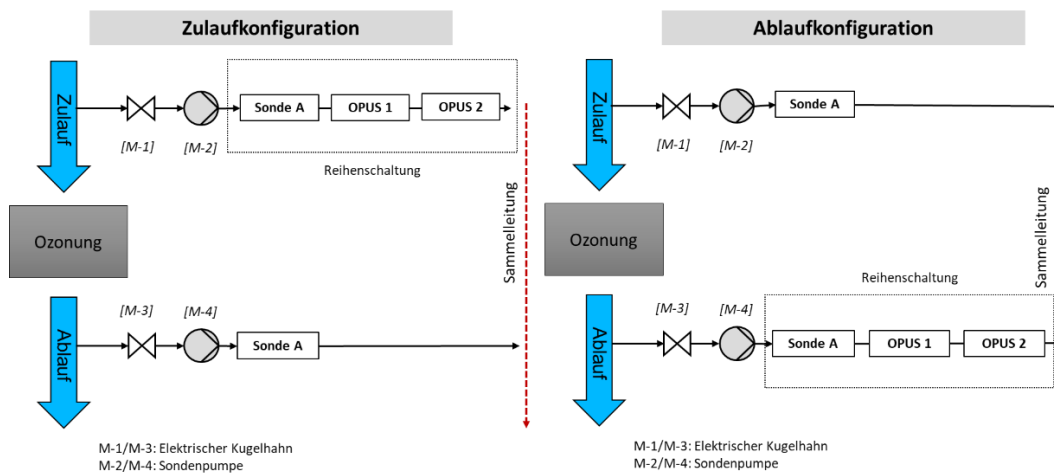 Zulaufkonfiguration
Zulauf
Sonde A
OPUS 1
OPUS 2
[M-1]
[M-2]
Reihenschaltung
Ozonung
Sammelleitung
[M-3]
[M-4]
Ablauf
Sonde A
M-1/M-3: Elektrischer Kugelhahn
M-2/M-4: Sondenpumpe
Ablaufkonfiguration
Zulauf
Sonde A
[M-1]
[M-2]
Ozonung
Sammelleitung
Reihenschaltung
[M-3]
[M-4]
Ablauf
Sonde A
OPUS 1
OPUS 2
M-1/M-3: Elektrischer Kugelhahn
M-2/M-4: Sondenpumpe